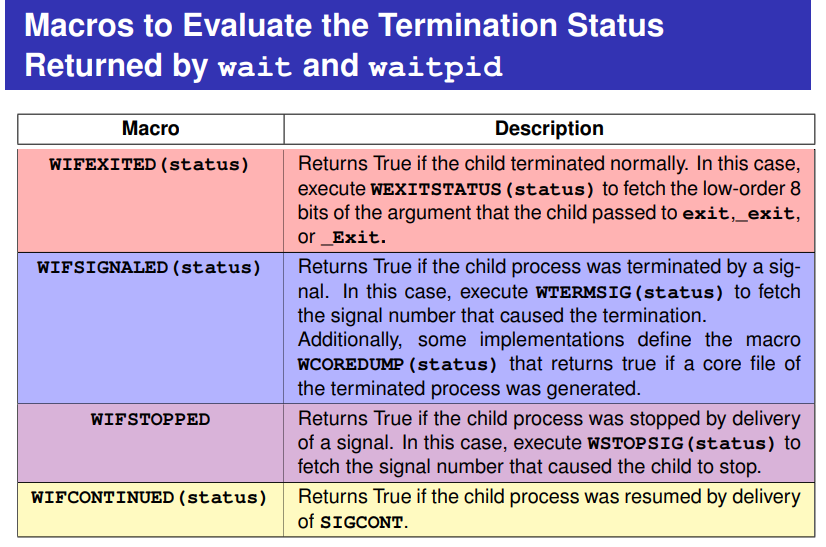 Macros to Evaluate the Termination Status
Returned by wait and waitpid
Macro Description
WIFEXITED(status) Returns True if the child terminated normally. In this case,
execute WEXITSTATUS(status) to fetch the low-order 8
bits of the argument that the child passed to exit,_exit,
or _Exit.
WIFSIGNALED(status) Returns True if the child process was terminated by a sig-
nal. In this case, execute WTERMSIG(status) to fetch
the signal number that caused the termination.
Additionally, some implementations define the macro
WCOREDUMP(status) that returns true if a core file of
the terminated process was generated.
WIFSTOPPED Returns True if the child process was stopped by delivery
of a signal. In this case, execute WSTOPSIG(status) to
fetch the signal number that caused the child to stop.
WIFCONTINUED(status) Returns True if the child process was resumed by delivery
of SIGCONT.